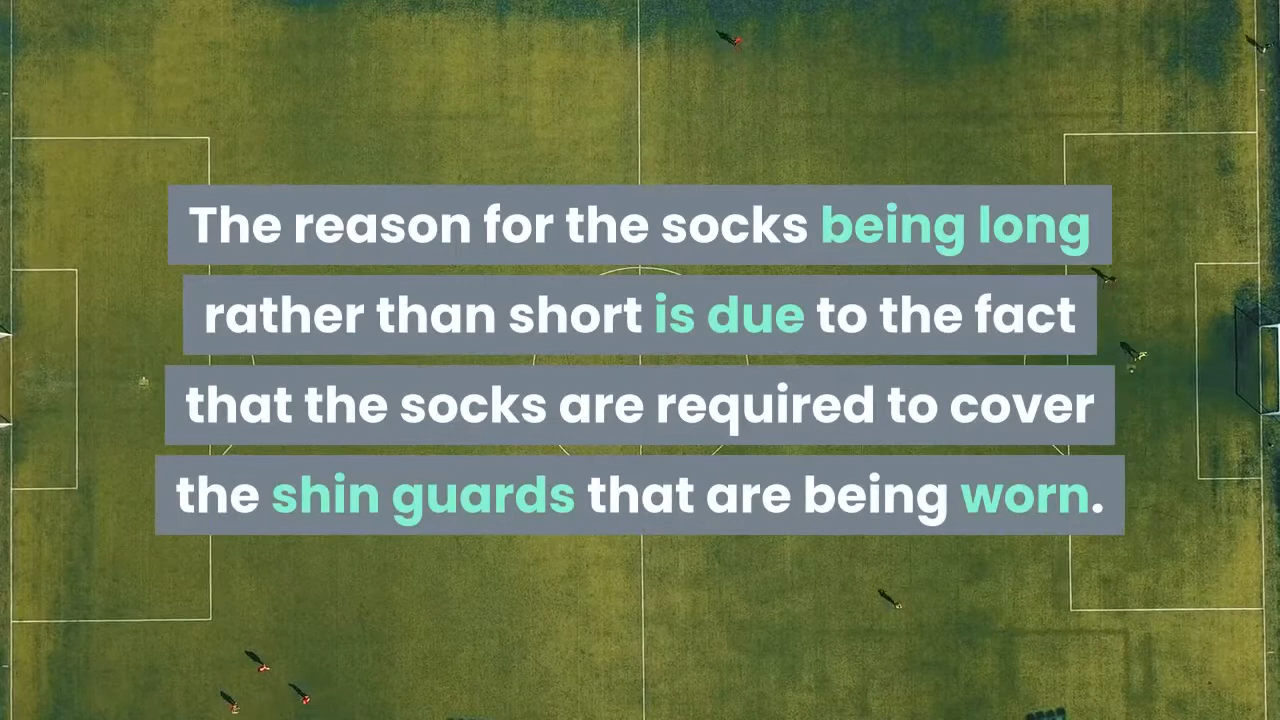 The reason for the socks being long
rather than short is due to the fact
that the socks are required to cover
the shin guards that are being worn.